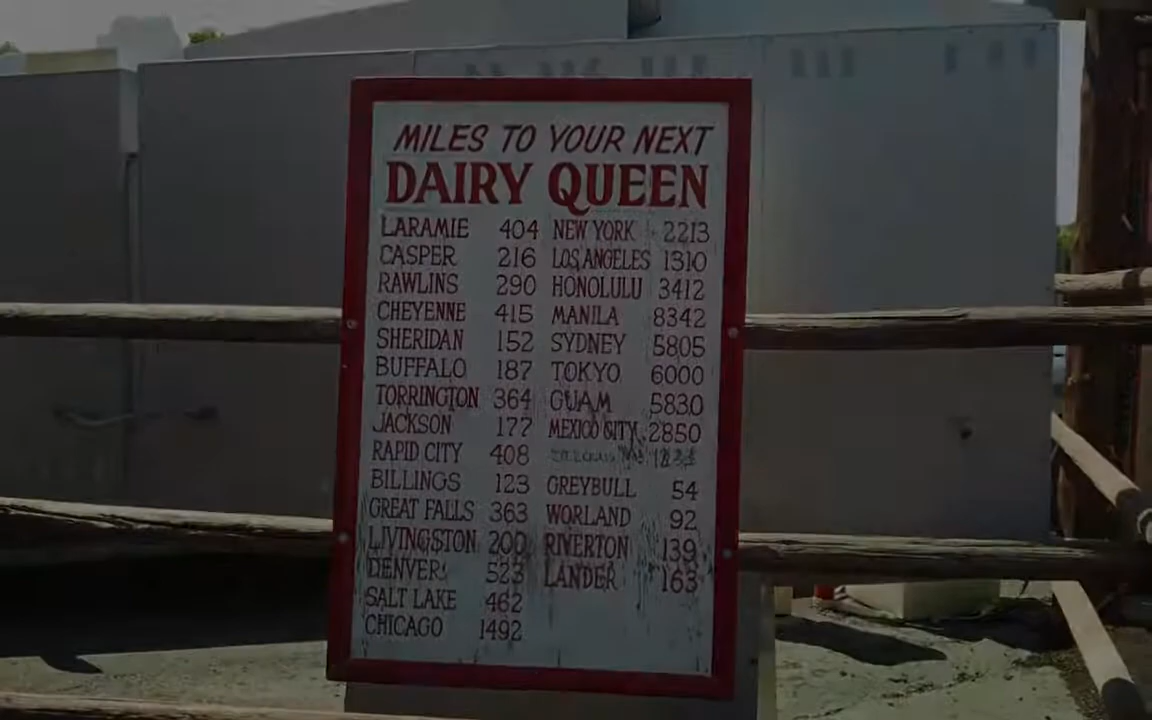 MILES TO YOUR NEXT
DAIRY QUEEN
LARAMIE 404
CASPER 216
RAWLINS 290
CHEYENNE 415
SHERIDAN 152
BUFFALO 187
TORRINGTON 364
JACKSON 177
RAPID CITY 408
BILLINGS 123
GREAT FALLS 363
LIVINGSTON 200
DENVER 523
SALT LAKE 462
CHICAGO 1492
NEW YORK 2213
LOS ANGELES 1310
HONOLULU 3412
MANILA 8342
SYDNEY 5805
TOKYO 6000
GUAM 5830
MEXICO CITY 2850
GREYBULL 54
WORLAND 92
RIVERTON 139
LANDER 163